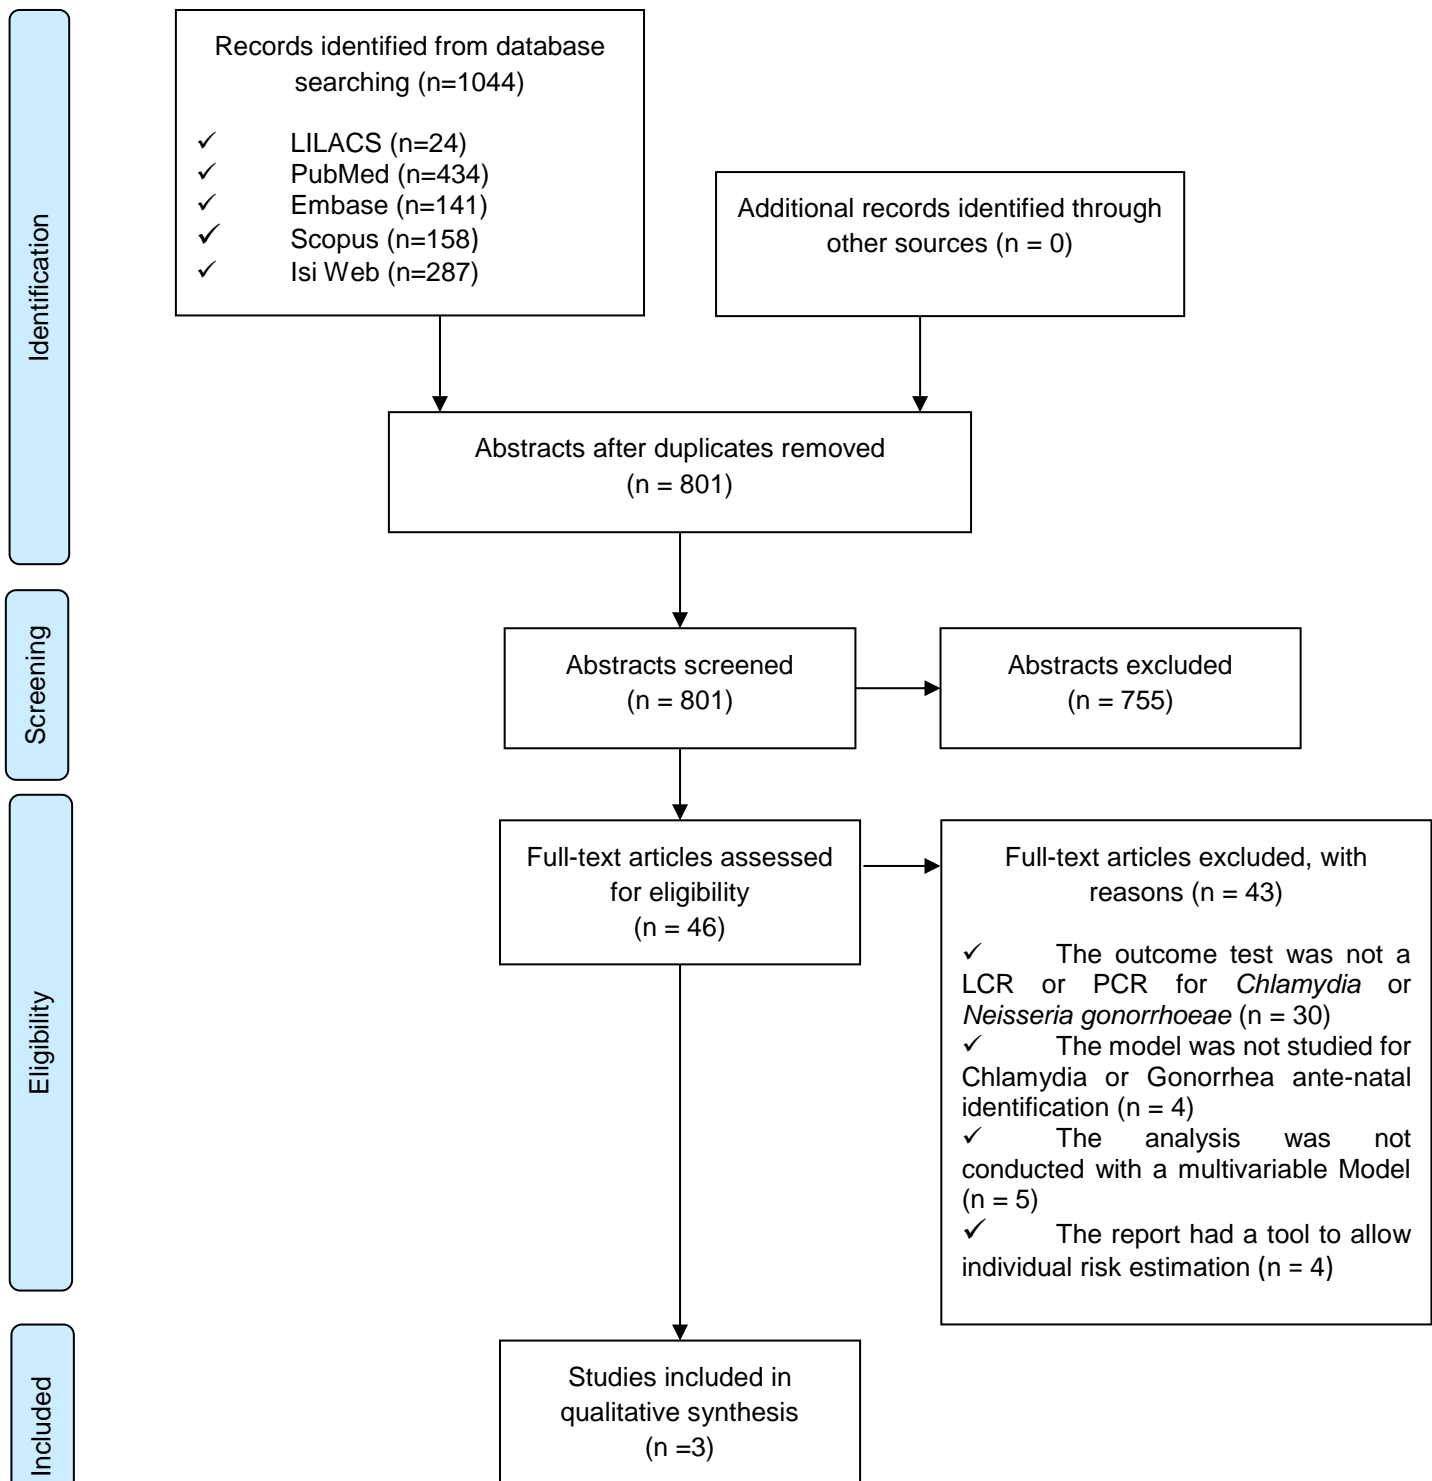 Identification
Records identified from database
searching (n=1044)
✓ LILACS (n=24)
✓ PubMed (n=434)
✓ Embase (n=141)
✓ Scopus (n=158)
✓ Isi Web (n=287)
Additional records identified through
other sources (n = 0)
Abstracts after duplicates removed
(n = 801)
Screening
Abstracts screened
(n = 801)
Abstracts excluded
(n = 755)
Eligibility
Full-text articles assessed
for eligibility
(n = 46)
Full-text articles excluded, with
reasons (n = 43)
✓ The outcome test was not a
LCR or PCR for Chlamydia or
Neisseria gonorrhoeae (n = 30)
✓ The model was not studied for
Chlamydia or Gonorrhea ante-natal
identification (n = 4)
✓ The analysis was not
conducted with a multivariable Model
(n = 5)
✓ The report had a tool to allow
individual risk estimation (n = 4)
Included
Studies included in
qualitative synthesis
(n =3)